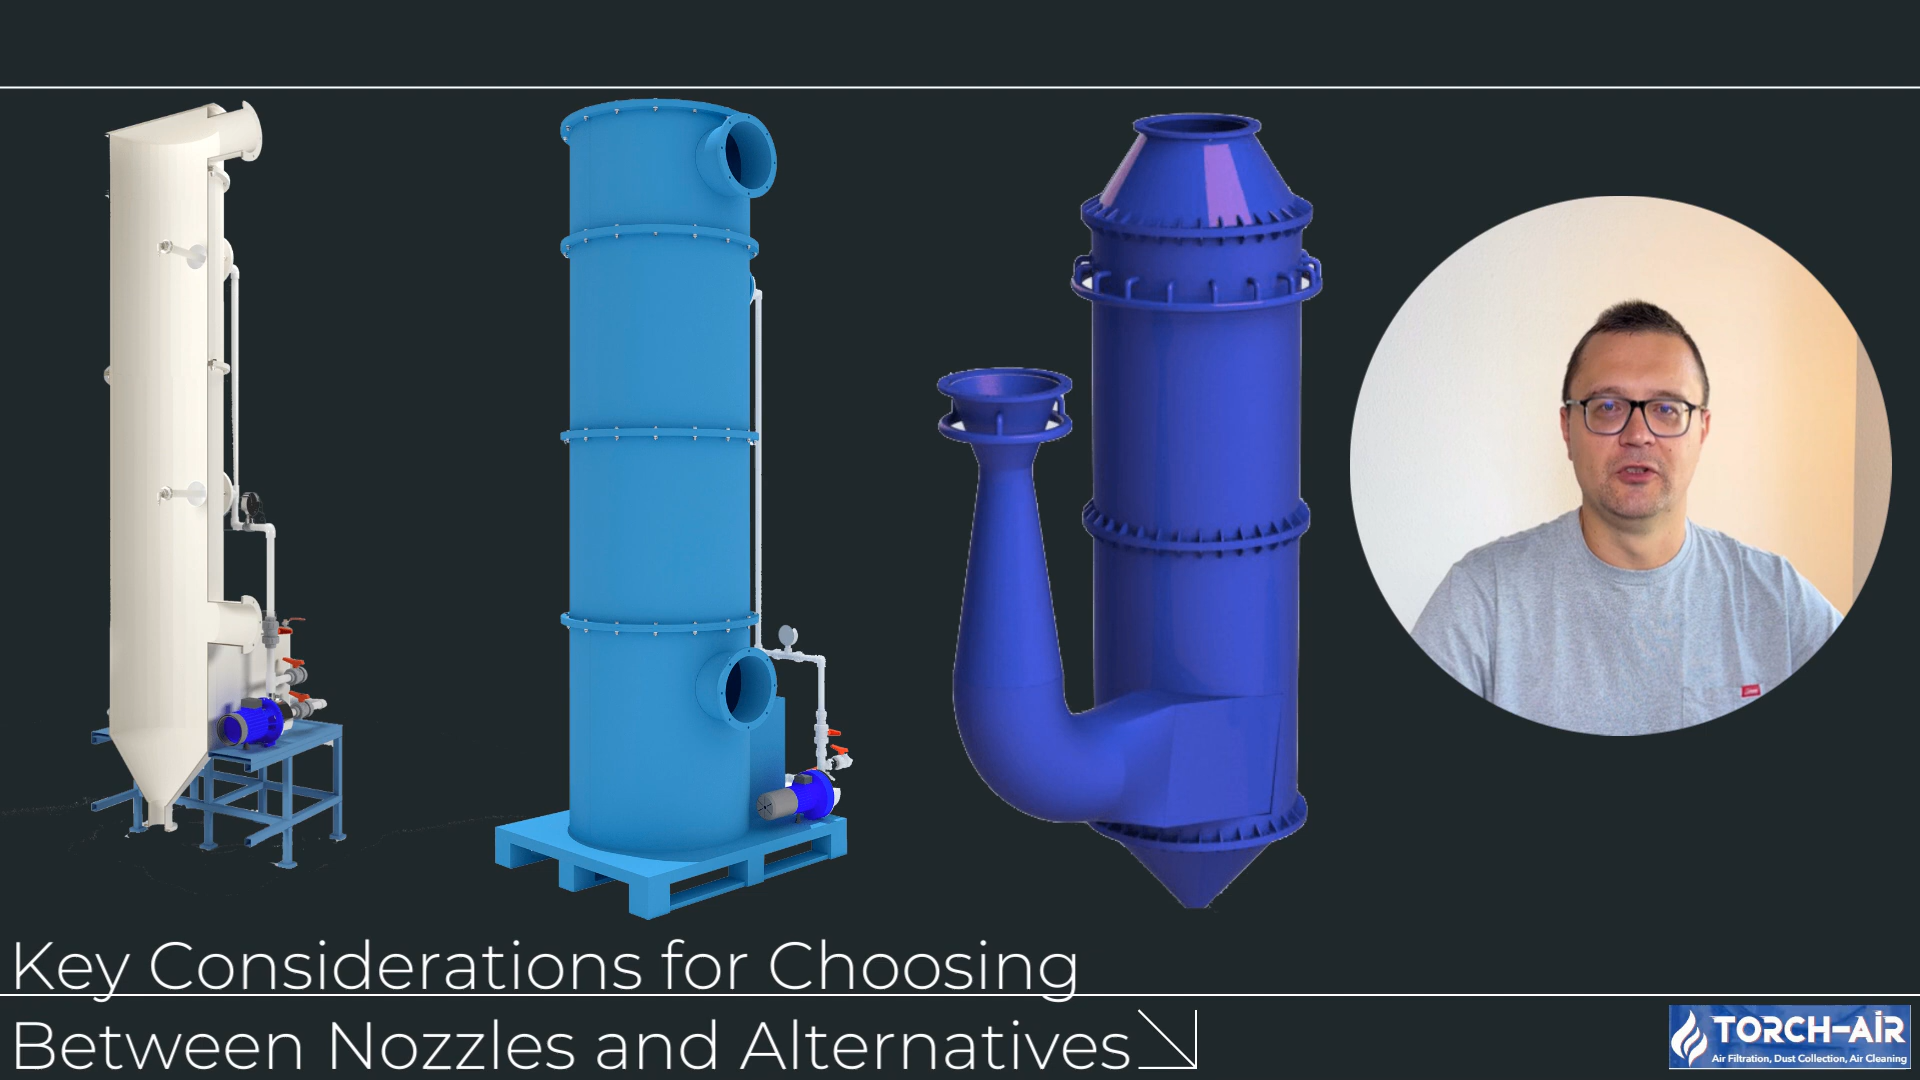 Key Considerations for Choosing
Between Nozzles and Alternatives
TORCH-AiR
Air Filtration, Dust Collection, Air Cleaning